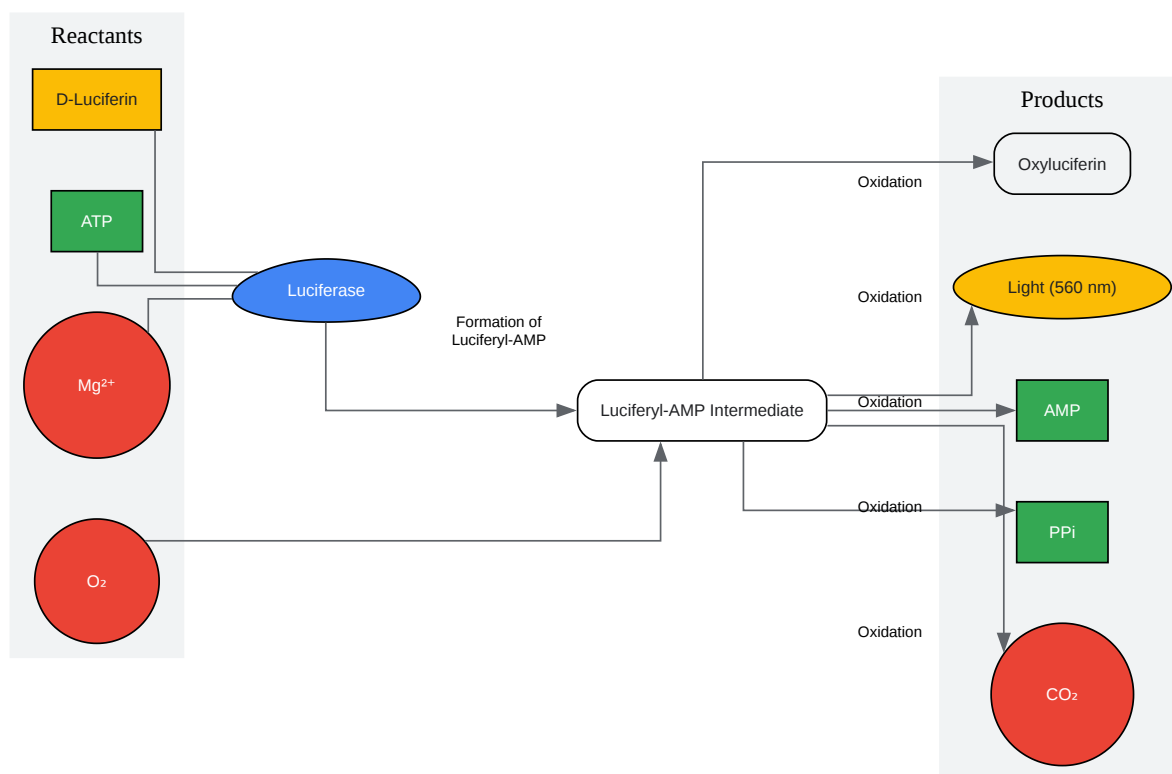 Reactants
D-Luciferin
ATP
Mg²⁺
O₂
Luciferase
Formation of
Luciferyl-AMP
Luciferyl-AMP Intermediate
Oxidation
Oxidation
Oxidation
Oxidation
Oxidation
Products
Oxyluciferin
Light (560 nm)
AMP
PPi
CO₂